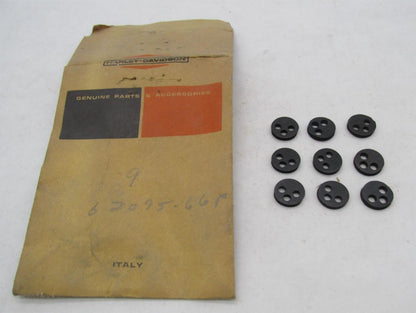 HARLEY-DAVIDSON
GENUINE PARTS & ACCESSORIES
9
62095-66P
ITALY